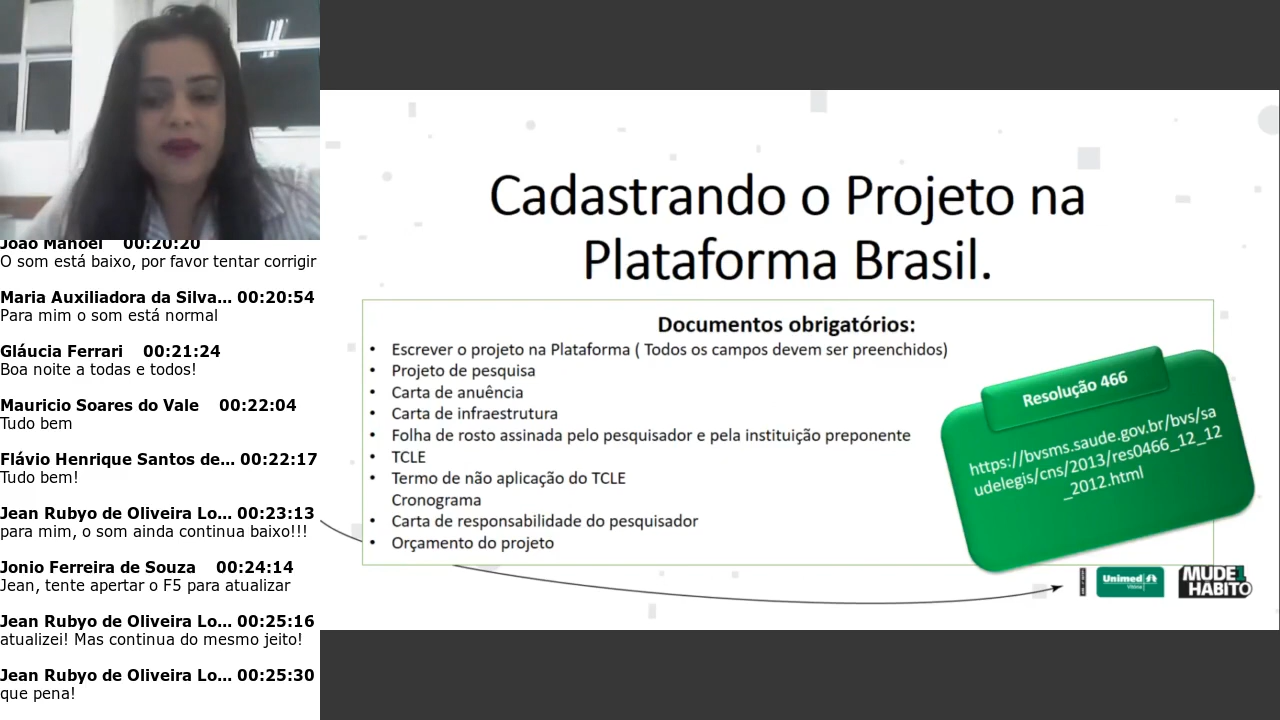 João Manoel 00:20:20
O som está baixo, por favor tentar corrigir
Maria Auxiliadora da Silva... 00:20:54
Para mim o som está normal
Gláucia Ferrari 00:21:24
Boa noite a todas e todos!
Mauricio Soares do Vale 00:22:04
Tudo bem
Flávio Henrique Santos de... 00:22:17
Tudo bem!
Jean Rubyo de Oliveira Lo... 00:23:13
para mim, o som ainda continua baixo!!!
Jonio Ferreira de Souza 00:24:14
Jean, tente apertar o F5 para atualizar
Jean Rubyo de Oliveira Lo... 00:25:16
atualizei! Mas continua do mesmo jeito!
Jean Rubyo de Oliveira Lo... 00:25:30
que pena!
Cadastrando o Projeto na
Plataforma Brasil.
Documentos obrigatórios:
• Escrever o projeto na Plataforma ( Todos os campos devem ser preenchidos)
• Projeto de pesquisa
• Carta de anuência
• Carta de infraestrutura
• Folha de rosto assinada pelo pesquisador e pela instituição preponente
• TCLE
• Termo de não aplicação do TCLE
Cronograma
• Carta de responsabilidade do pesquisador
• Orçamento do projeto
Resolução 466
https://bvsms.saude.gov.br/bvs/sa
udelegis/cns/2013/res0466_12_12
_2012.html
Unimed
Vitória
MUDE1
HÁBITO